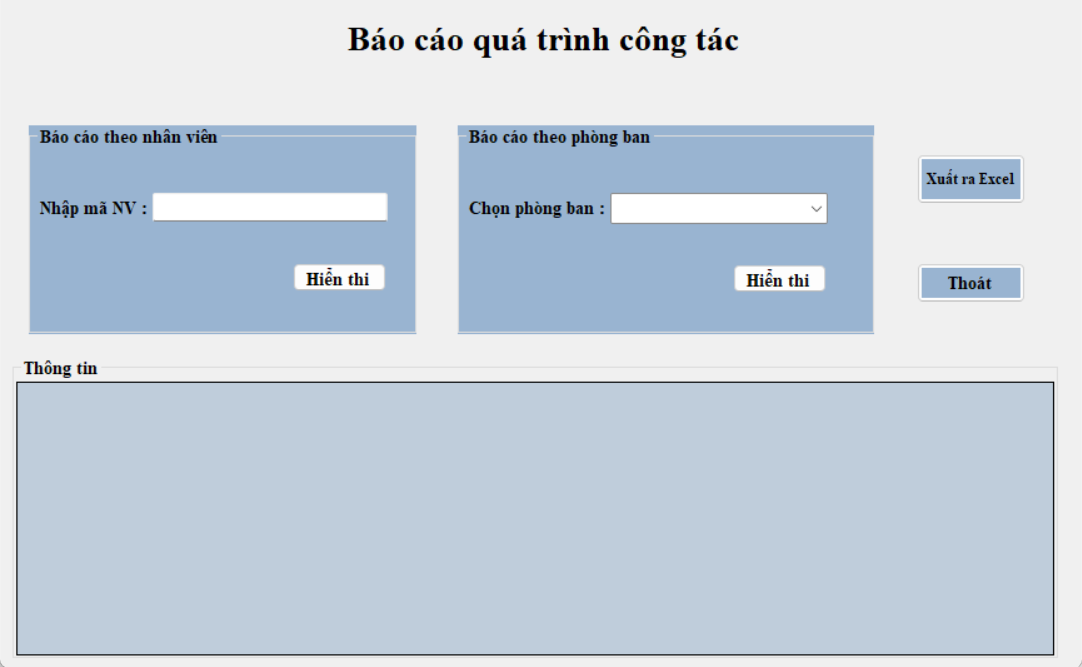 Báo cáo quá trình công tác
Báo cáo theo nhân viên
Nhập mã NV :
Hiển thi
Báo cáo theo phòng ban
Chọn phòng ban :
Hiển thi
Xuất ra Excel
Thoát
Thông tin